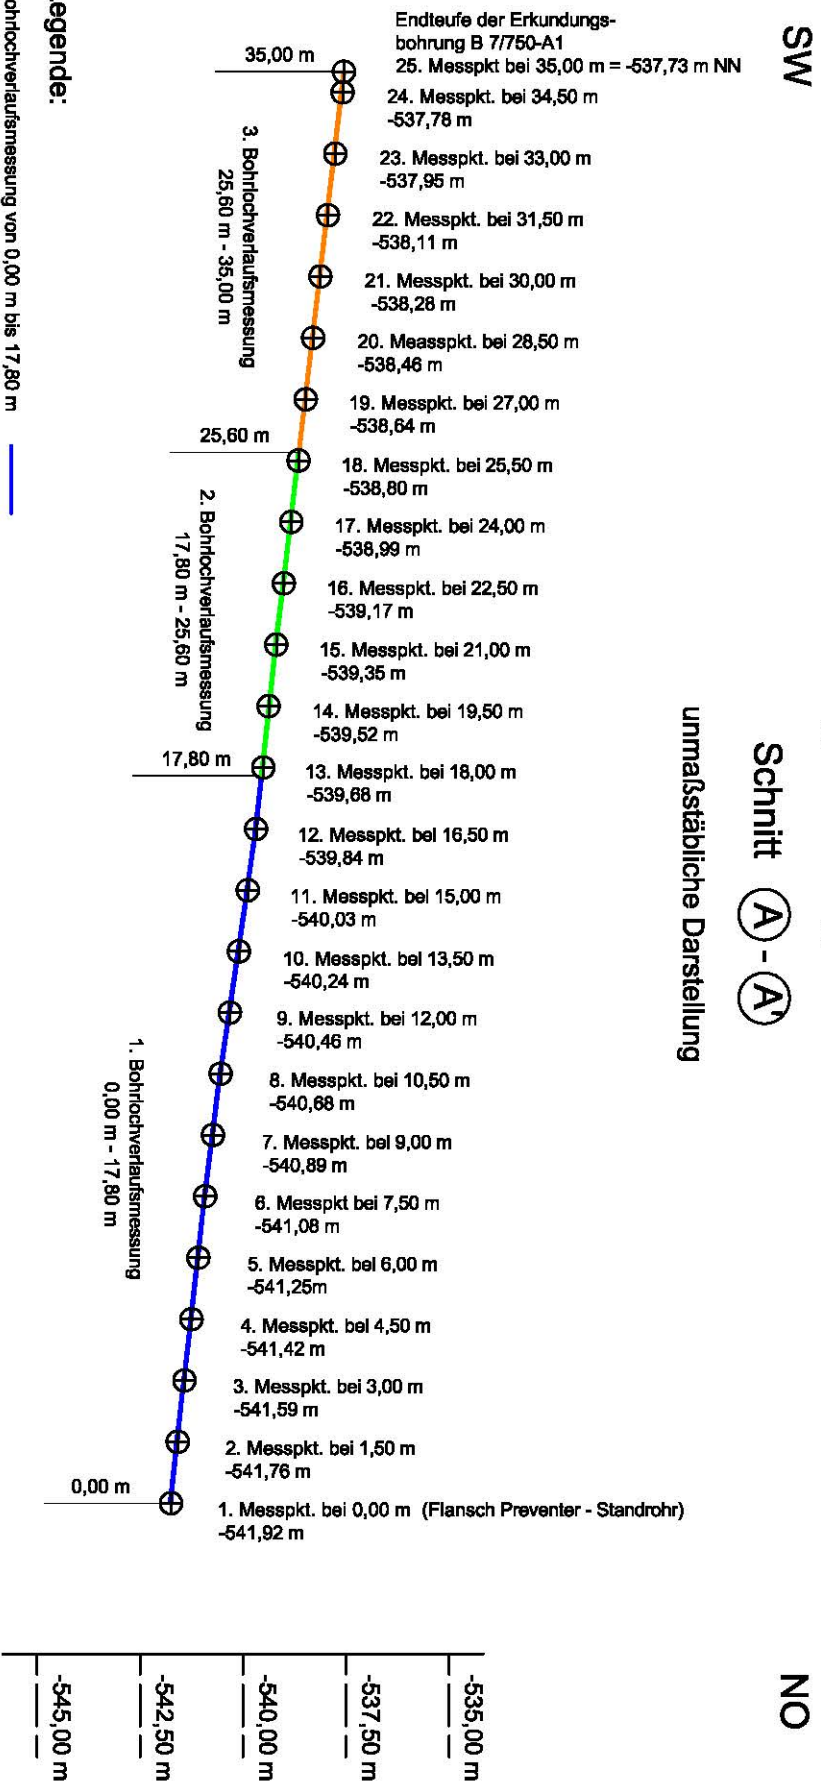 SW
Schnitt A - A'
unmaßstäbliche Darstellung
NO
Endteufe der Erkundungs-
bohrung B 7/750-A1
25. Messpkt bei 35,00 m = -537,73 m NN
24. Messpkt. bei 34,50 m
-537,78 m
23. Messpkt. bei 33,00 m
-537,95 m
22. Messpkt. bei 31,50 m
-538,11 m
21. Messpkt. bei 30,00 m
-538,28 m
20. Measspkt. bei 28,50 m
-538,46 m
19. Messpkt. bei 27,00 m
-538,64 m
18. Messpkt. bei 25,50 m
-538,80 m
17. Messpkt. bei 24,00 m
-538,99 m
16. Messpkt. bei 22,50 m
-539,17 m
15. Messpkt. bei 21,00 m
-539,35 m
14. Messpkt. bei 19,50 m
-539,52 m
13. Messpkt. bei 18,00 m
-539,68 m
12. Messpkt. bei 16,50 m
-539,84 m
11. Messpkt. bei 15,00 m
-540,03 m
10. Messpkt. bei 13,50 m
-540,24 m
9. Messpkt. bei 12,00 m
-540,46 m
8. Messpkt. bei 10,50 m
-540,68 m
7. Messpkt. bei 9,00 m
-540,89 m
6. Messpkt bei 7,50 m
-541,08 m
5. Messpkt. bei 6,00 m
-541,25m
4. Messpkt. bei 4,50 m
-541,42 m
3. Messpkt. bei 3,00 m
-541,59 m
2. Messpkt. bei 1,50 m
-541,76 m
1. Messpkt. bei 0,00 m (Flansch Preventer - Standrohr)
-541,92 m
35,00 m
3. Bohrlochverlaufsmessung
25,60 m - 35,00 m
25,60 m
2. Bohrlochverlaufsmessung
17,80 m - 25,60 m
17,80 m
1. Bohrlochverlaufsmessung
0,00 m - 17,80 m
0,00 m
-535,00 m
-537,50 m
-540,00 m
-542,50 m
-545,00 m
egende:
ohrlochverlaufsmessung von 0,00 m bis 17,80 m